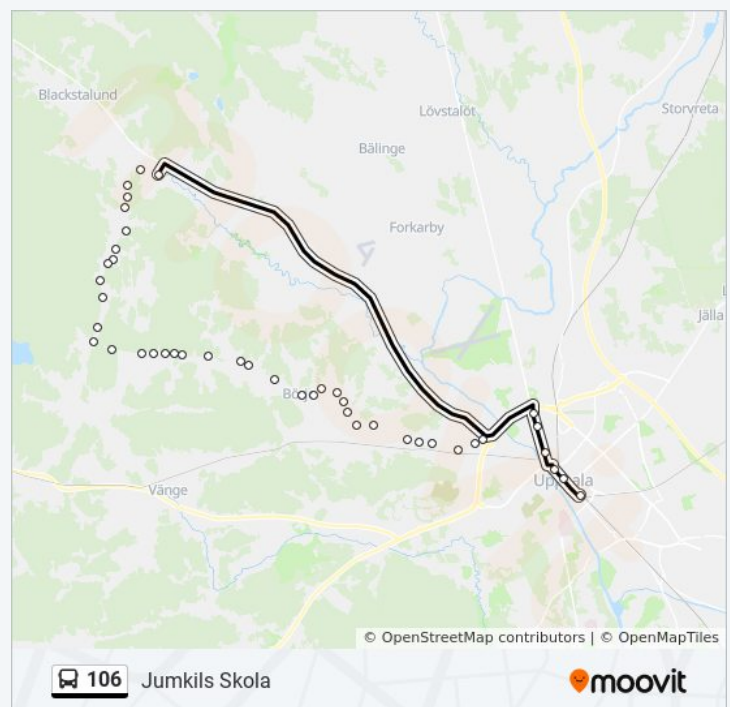 Blackstalund
Lövstalöt
Storvreta
Bälinge
Forkarby
Jälla
Vänge
Uppsala
© OpenStreetMap contributors | © OpenMapTiles
106 Jumkils Skola
moovit